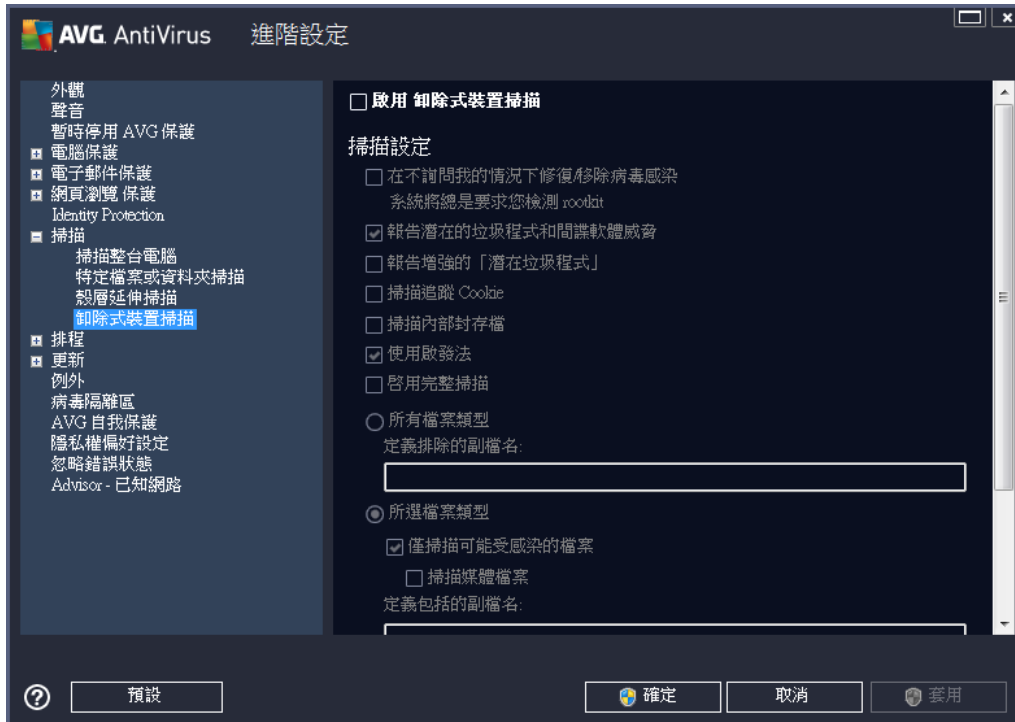 AVG. AntiVirus 進階設定
外觀
聲音
暫時停用 AVG 保護
電腦保護
電子郵件保護
網頁瀏覽 保護
Identity Protection
掃描
掃描整台電腦
特定檔案或資料夾掃描
殼層延伸掃描
卸除式裝置掃描
排程
更新
例外
病毒隔離區
AVG 自我保護
隱私權偏好設定
忽略錯誤狀態
Advisor - 已知網路
啟用 卸除式裝置掃描
掃描設定
在不詢問我的情況下修復/移除病毒感染
系統將總是要求您檢測 rootkit
報告潛在的垃圾程式和間諜軟體威脅
報告增強的「潛在垃圾程式」
掃描追蹤 Cookie
掃描內部封存檔
使用啟發法
啓用完整掃描
所有檔案類型
定義排除的副檔名:
所選檔案類型
僅掃描可能受感染的檔案
掃描媒體檔案
定義包括的副檔名:
預設
確定
取消
套用